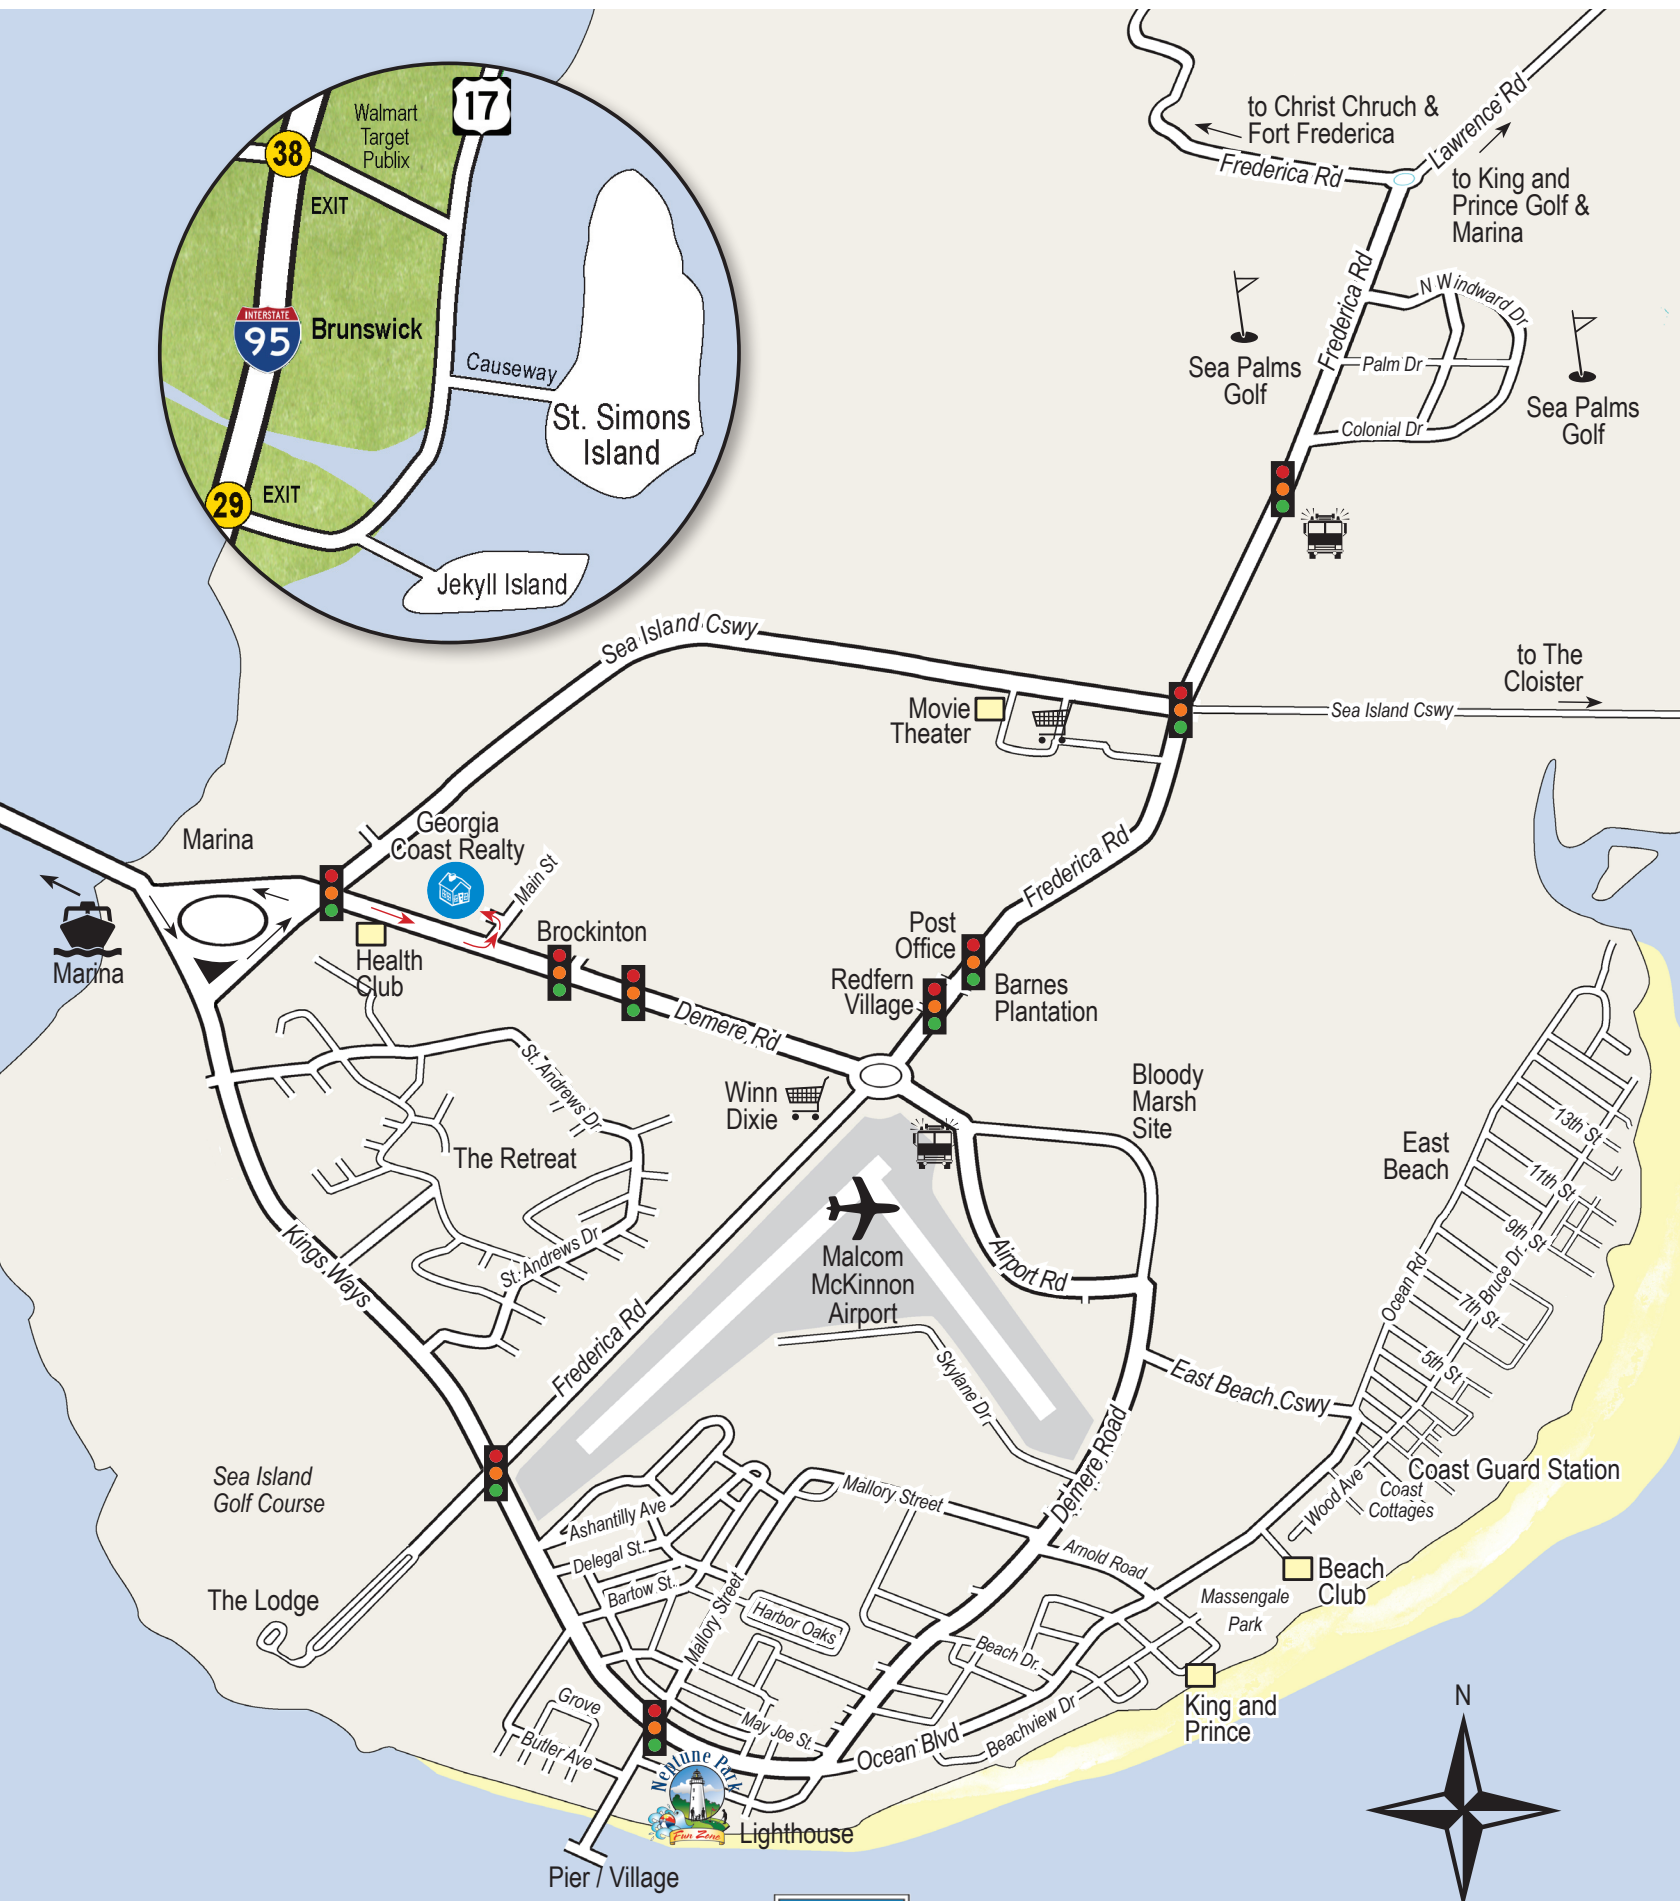 17
Walmart
Target
Publix
38
EXIT
INTERSTATE
95
Brunswick
Causeway
St. Simons
Island
29
EXIT
Jekyll Island
to Christ Chruch &
Fort Frederica
Frederica Rd
Lawrence Rd
to King and
Prince Golf &
Marina
Frederica Rd
N Windward Dr
Palm Dr
Colonial Dr
Sea Palms
Golf
Sea Palms
Golf
Sea Island Cswy
to The
Cloister
Sea Island Cswy
Movie
Theater
Marina
Georgia
Coast Realty
Main St
Marina
Health
Club
Brockinton
Demere Rd
Frederica Rd
Post
Office
Redfern
Village
Barnes
Plantation
Winn
Dixie
Bloody
Marsh
Site
East
Beach
13th St
11th St
9th St
7th St
5th St
Bruce Dr
Ocean Rd
St. Andrews Dr
The Retreat
St. Andrews Dr
Kings Ways
Frederica Rd
Malcom
McKinnon
Airport
Airport Rd
Skylane Dr
East Beach Cswy
Demere Road
Sea Island
Golf Course
The Lodge
Ashantilly Ave
Delegal St.
Bartow St.
Mallory Street
Mallory Street
Harbor Oaks
Arnold Road
Wood Ave
Coast Guard Station
Coast
Cottages
Beach
Club
Massengale
Park
Beach Dr.
King and
Prince
Grove
Butler Ave
May Joe St.
Ocean Blvd
Beachview Dr
Neptune Park
Fun Zone
Lighthouse
Pier / Village
N